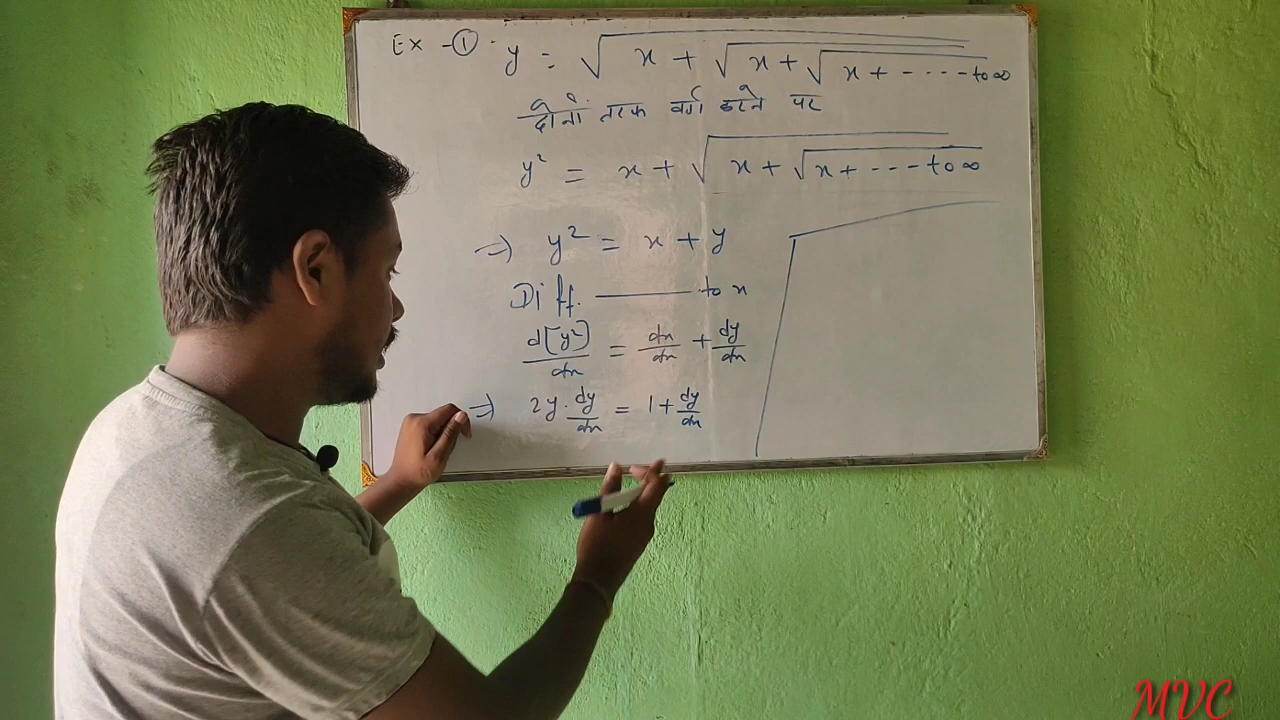 Ex - ① . y = √x + √x + √x + - - - - to ∞
दोनों तरफ वर्ग करने पर
y² = x + √x + √x + - - - to ∞
=) y² = x + y
Diff. ——— to x
d(y²)/dx = dx/dx + dy/dx
=) 2y . dy/dx = 1 + dy/dx
MVC